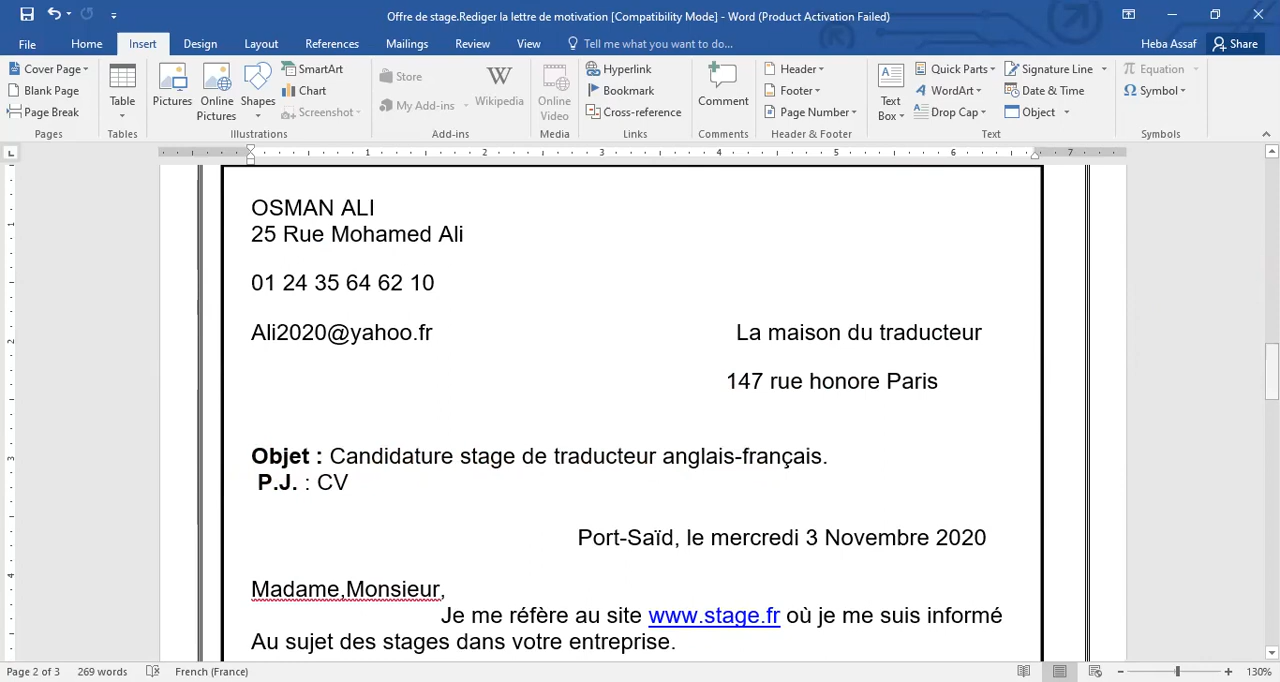 Offre de stage.Rediger la lettre de motivation [Compatibility Mode] - Word (Product Activation Failed)
File Home Insert Design Layout References Mailings Review View Tell me what you want to do... Heba Assaf Share
Cover Page
Blank Page
Page Break
Pages
Table
Tables
Pictures
Online Pictures
Shapes
SmartArt
Chart
Screenshot
Illustrations
Store
My Add-ins
Wikipedia
Add-ins
Online Video
Media
Hyperlink
Bookmark
Cross-reference
Links
Comment
Comments
Header
Footer
Page Number
Header & Footer
Text Box
Quick Parts
WordArt
Drop Cap
Signature Line
Date & Time
Object
Text
Equation
Symbol
Symbols
1 2 3 4 5 6 7
OSMAN ALI
25 Rue Mohamed Ali
01 24 35 64 62 10
Ali2020@yahoo.fr La maison du traducteur
147 rue honore Paris
Objet : Candidature stage de traducteur anglais-français.
P.J. : CV
Port-Saïd, le mercredi 3 Novembre 2020
Madame,Monsieur,
Je me réfère au site www.stage.fr où je me suis informé
Au sujet des stages dans votre entreprise.
Page 2 of 3 269 words French (France) 130%